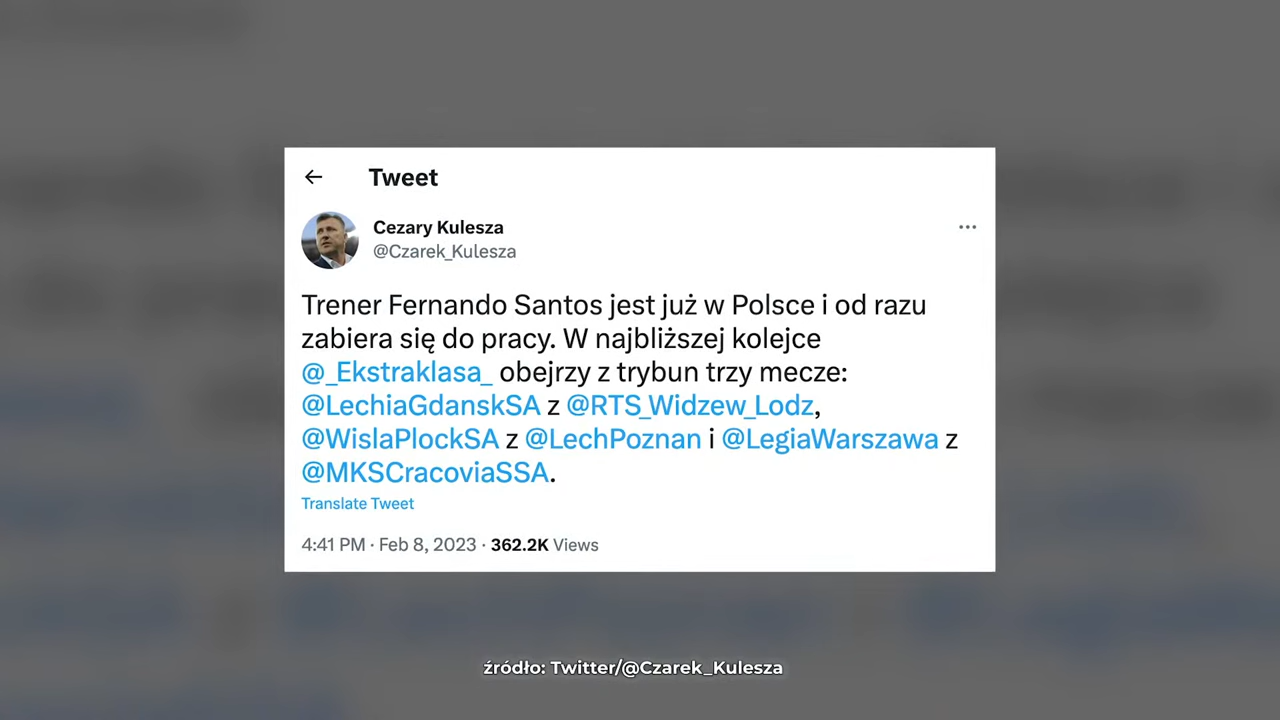 Tweet
Cezary Kulesza
@Czarek_Kulesza
Trener Fernando Santos jest już w Polsce i od razu
zabiera się do pracy. W najbliższej kolejce
@_Ekstraklasa_ obejrzy z trybun trzy mecze:
@LechiaGdanskSA z @RTS_Widzew_Lodz,
@WislaPlockSA z @LechPoznan i @LegiaWarszawa z
@MKSCracoviaSSA.
Translate Tweet
4:41 PM · Feb 8, 2023 · 362.2K Views
źródło: Twitter/@Czarek_Kulesza